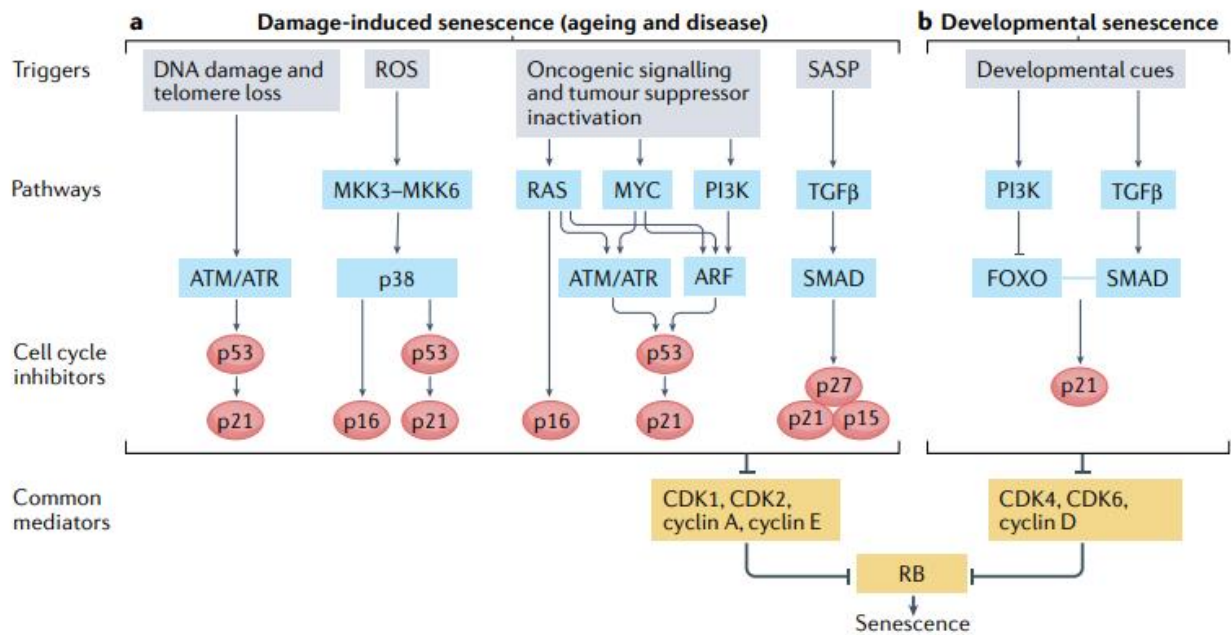 a Damage-induced senescence (ageing and disease)
b Developmental senescence
Triggers
DNA damage and
telomere loss
ROS
Oncogenic signalling
and tumour suppressor
inactivation
SASP
Developmental cues
Pathways
MKK3–MKK6
RAS
MYC
PI3K
TGFβ
PI3K
TGFβ
ATM/ATR
p38
ATM/ATR
ARF
SMAD
FOXO
SMAD
Cell cycle
inhibitors
p53
p53
p53
p27
p21
p21
p16
p21
p16
p21
p21
p15
Common
mediators
CDK1, CDK2,
cyclin A, cyclin E
CDK4, CDK6,
cyclin D
RB
Senescence